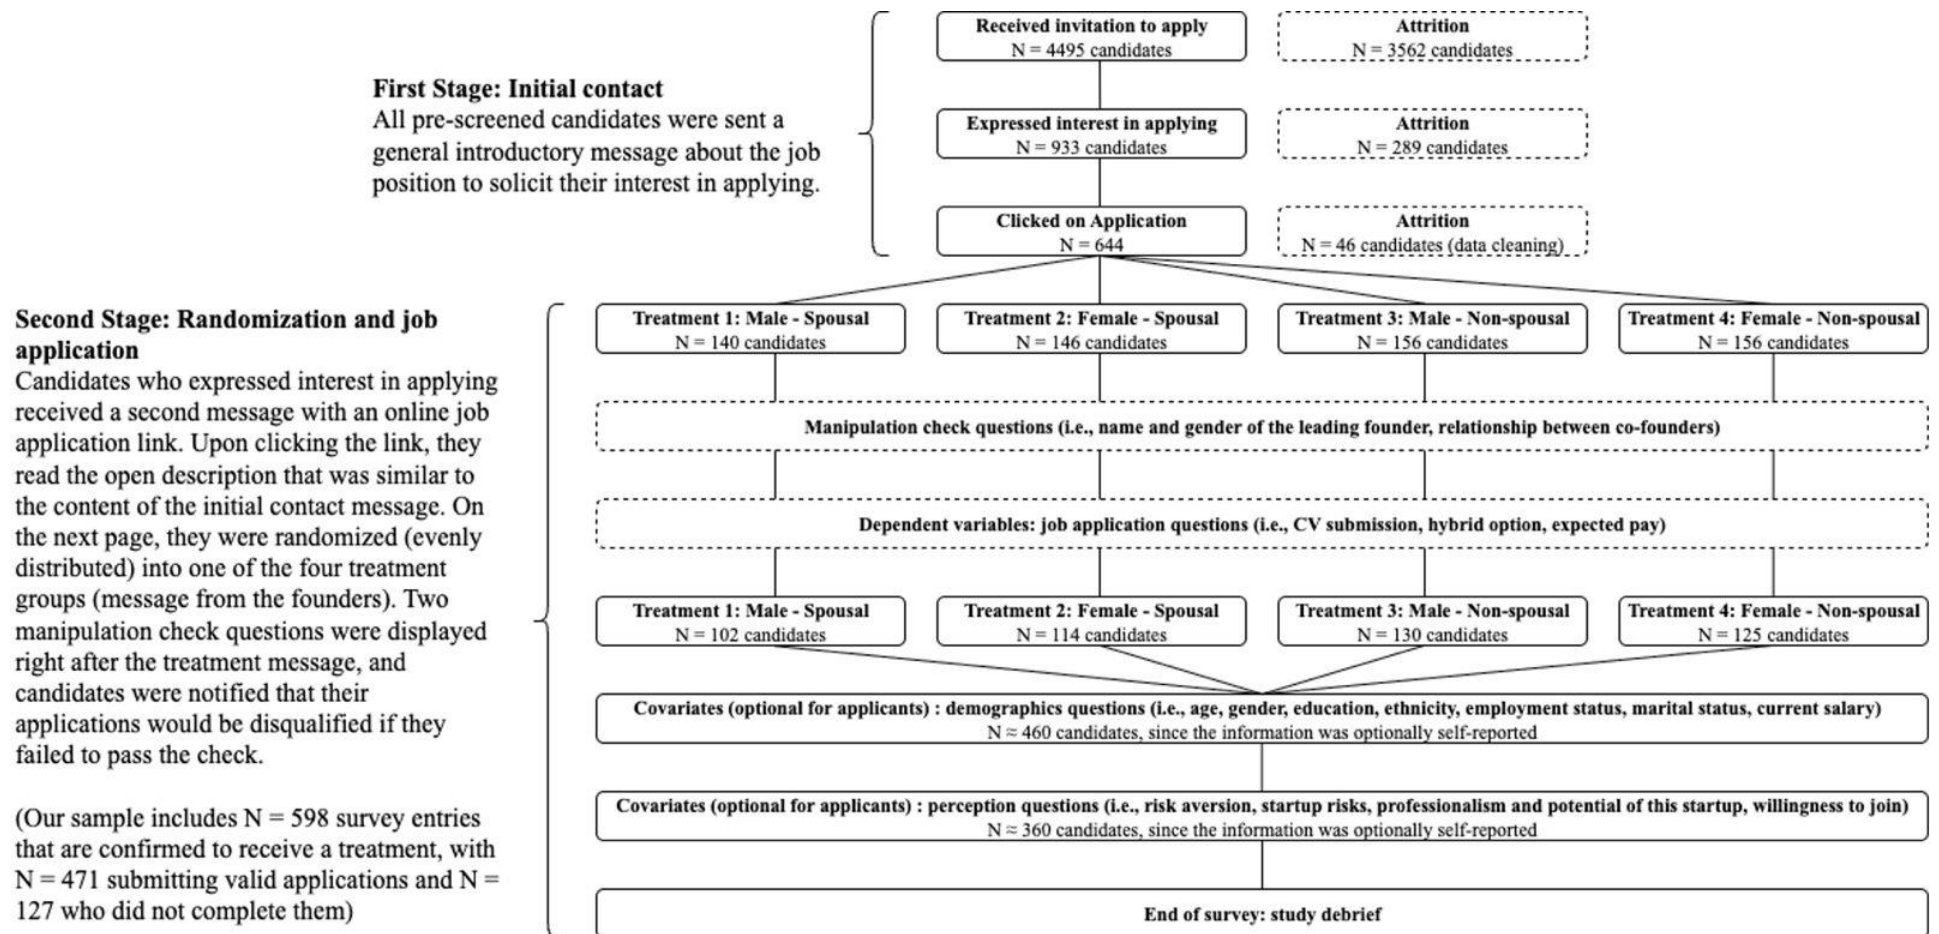 Received invitation to apply
N = 4495 candidates
Attrition
N = 3562 candidates
First Stage: Initial contact
All pre-screened candidates were sent a
general introductory message about the job
position to solicit their interest in applying.
Expressed interest in applying
N = 933 candidates
Attrition
N = 289 candidates
Clicked on Application
N = 644
Attrition
N = 46 candidates (data cleaning)
Second Stage: Randomization and job
application
Candidates who expressed interest in applying
received a second message with an online job
application link. Upon clicking the link, they
read the open description that was similar to
the content of the initial contact message. On
the next page, they were randomized (evenly
distributed) into one of the four treatment
groups (message from the founders). Two
manipulation check questions were displayed
right after the treatment message, and
candidates were notified that their
applications would be disqualified if they
failed to pass the check.
(Our sample includes N = 598 survey entries
that are confirmed to receive a treatment, with
N = 471 submitting valid applications and N =
127 who did not complete them)
Treatment 1: Male - Spousal
N = 140 candidates
Treatment 2: Female - Spousal
N = 146 candidates
Treatment 3: Male - Non-spousal
N = 156 candidates
Treatment 4: Female - Non-spousal
N = 156 candidates
Manipulation check questions (i.e., name and gender of the leading founder, relationship between co-founders)
Dependent variables: job application questions (i.e., CV submission, hybrid option, expected pay)
Treatment 1: Male - Spousal
N = 102 candidates
Treatment 2: Female - Spousal
N = 114 candidates
Treatment 3: Male - Non-spousal
N = 130 candidates
Treatment 4: Female - Non-spousal
N = 125 candidates
Covariates (optional for applicants) : demographics questions (i.e., age, gender, education, ethnicity, employment status, marital status, current salary)
N ≈ 460 candidates, since the information was optionally self-reported
Covariates (optional for applicants) : perception questions (i.e., risk aversion, startup risks, professionalism and potential of this startup, willingness to join)
N ≈ 360 candidates, since the information was optionally self-reported
End of survey: study debrief